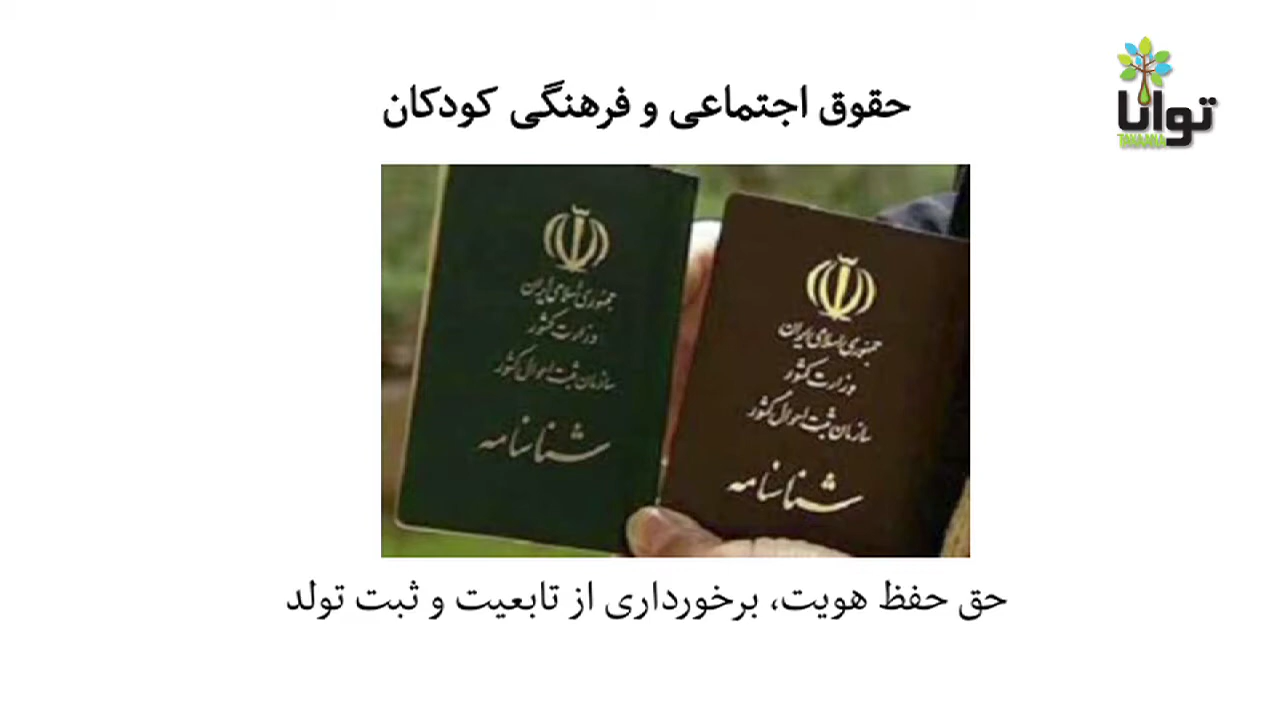 حقوق اجتماعی و فرهنگی کودکان
توانا
TAVAANA
جمهوری اسلامی ایران
وزارت کشور
سازمان ثبت احوال کشور
شناسنامه
جمهوری اسلامی ایران
وزارت کشور
سازمان ثبت احوال کشور
شناسنامه
حق حفظ هویت، برخورداری از تابعیت و ثبت تولد